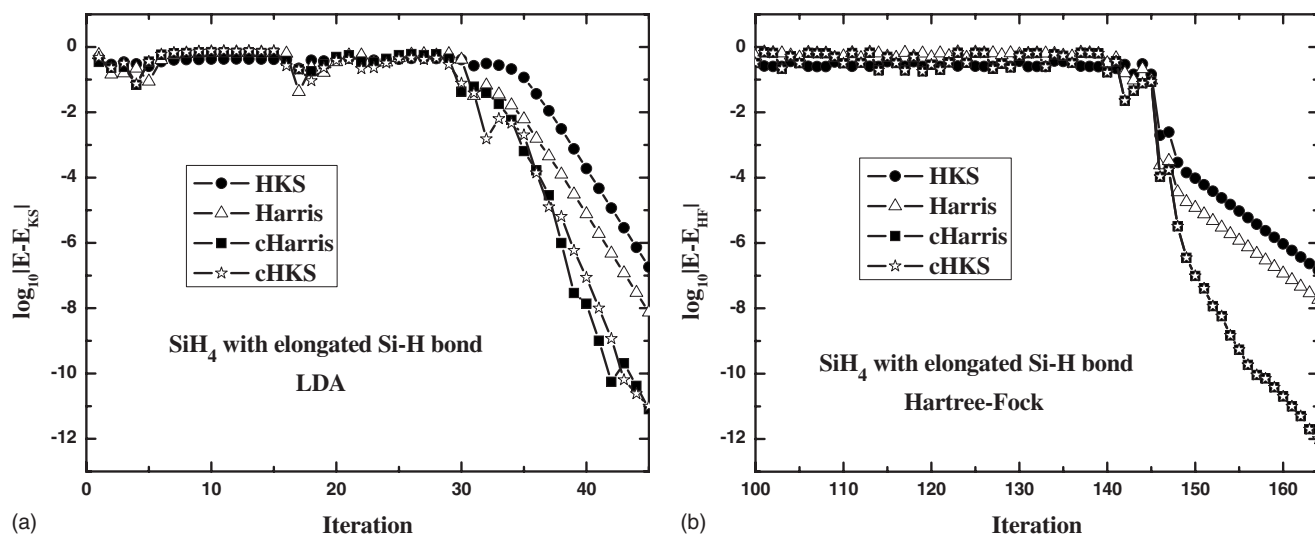 log10|E-EKS|
0
-2
-4
-6
-8
-10
-12
HKS
Harris
cHarris
cHKS
SiH4 with elongated Si-H bond
LDA
0
10
20
30
40
Iteration
(a)
log10|E-EHF|
0
-2
-4
-6
-8
-10
-12
HKS
Harris
cHarris
cHKS
SiH4 with elongated Si-H bond
Hartree-Fock
100
110
120
130
140
150
160
Iteration
(b)